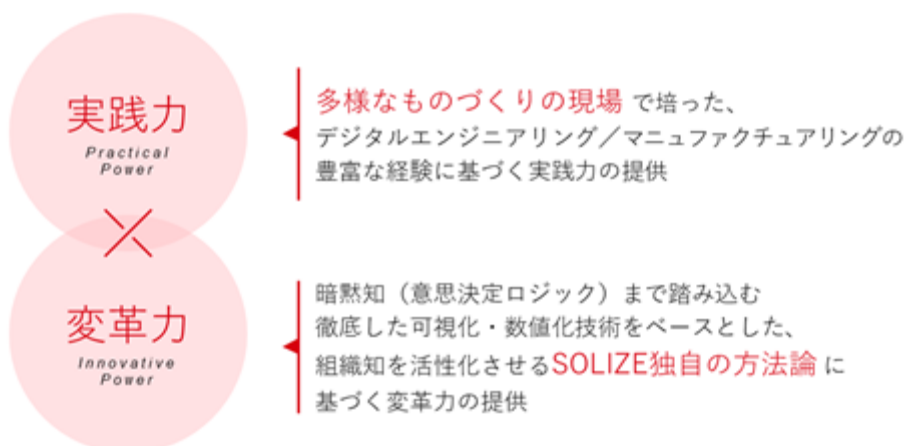 実践力
Practical
Power
多様なものづくりの現場 で培った、
デジタルエンジニアリング／マニュファクチュアリングの
豊富な経験に基づく実践力の提供
変革力
Innovative
Power
暗黙知（意思決定ロジック）まで踏み込む
徹底した可視化・数値化技術をベースとした、
組織知を活性化させるSOLIZE独自の方法論 に
基づく変革力の提供